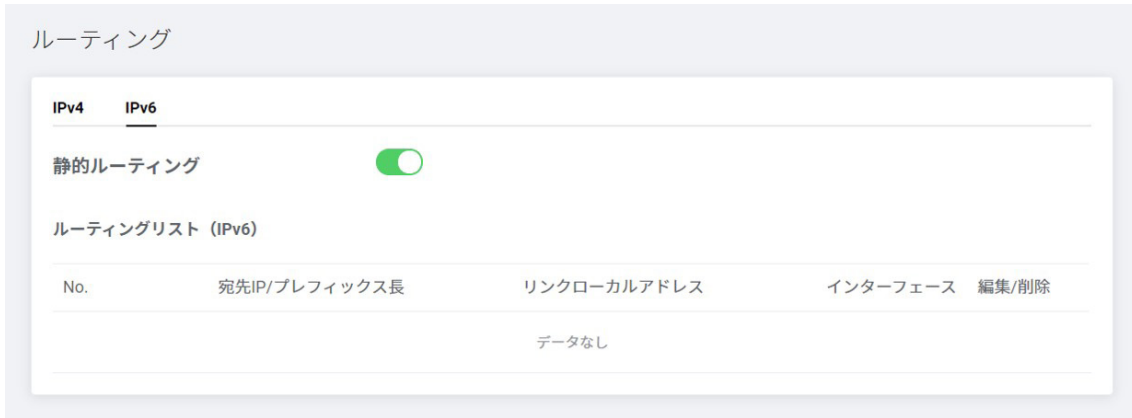 ルーティング
IPv4 IPv6
静的ルーティング
ルーティングリスト（IPv6）
No. 宛先IP/プレフィックス長 リンクローカルアドレス インターフェース 編集/削除
データなし